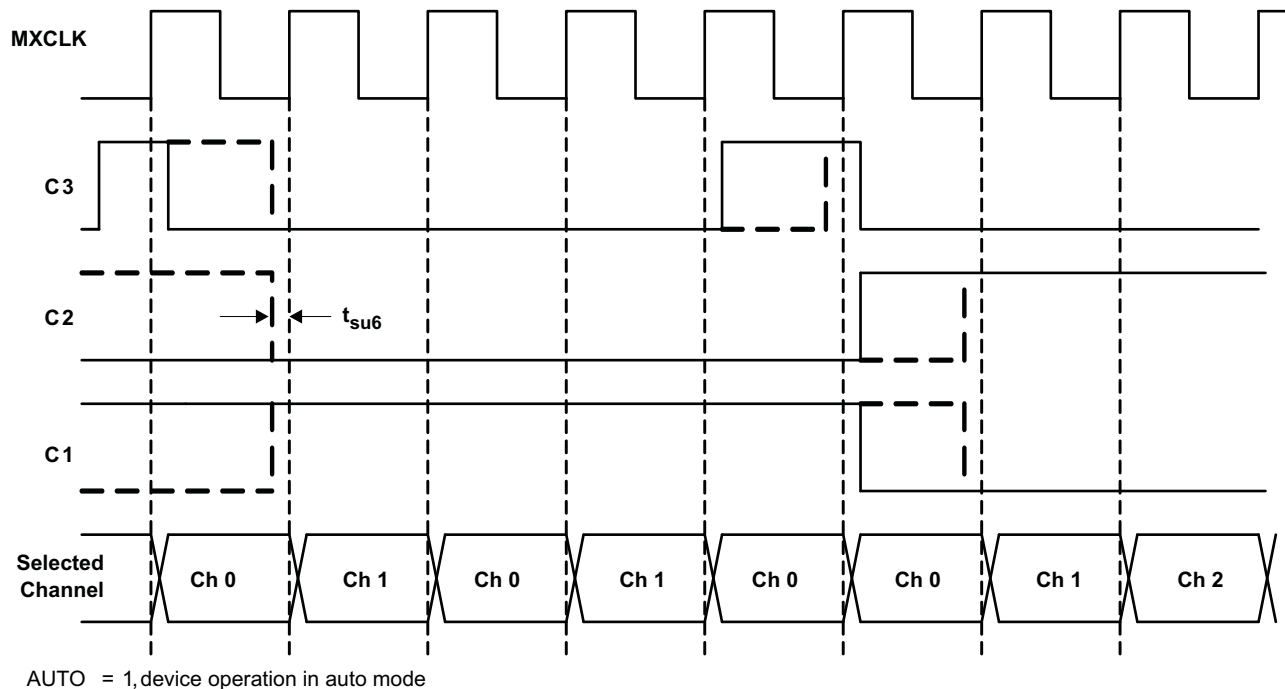 MXCLK
C3
C2
t_su6
C1
Selected
Channel
Ch 0
Ch 1
Ch 0
Ch 1
Ch 0
Ch 0
Ch 1
Ch 2
AUTO = 1, device operation in auto mode